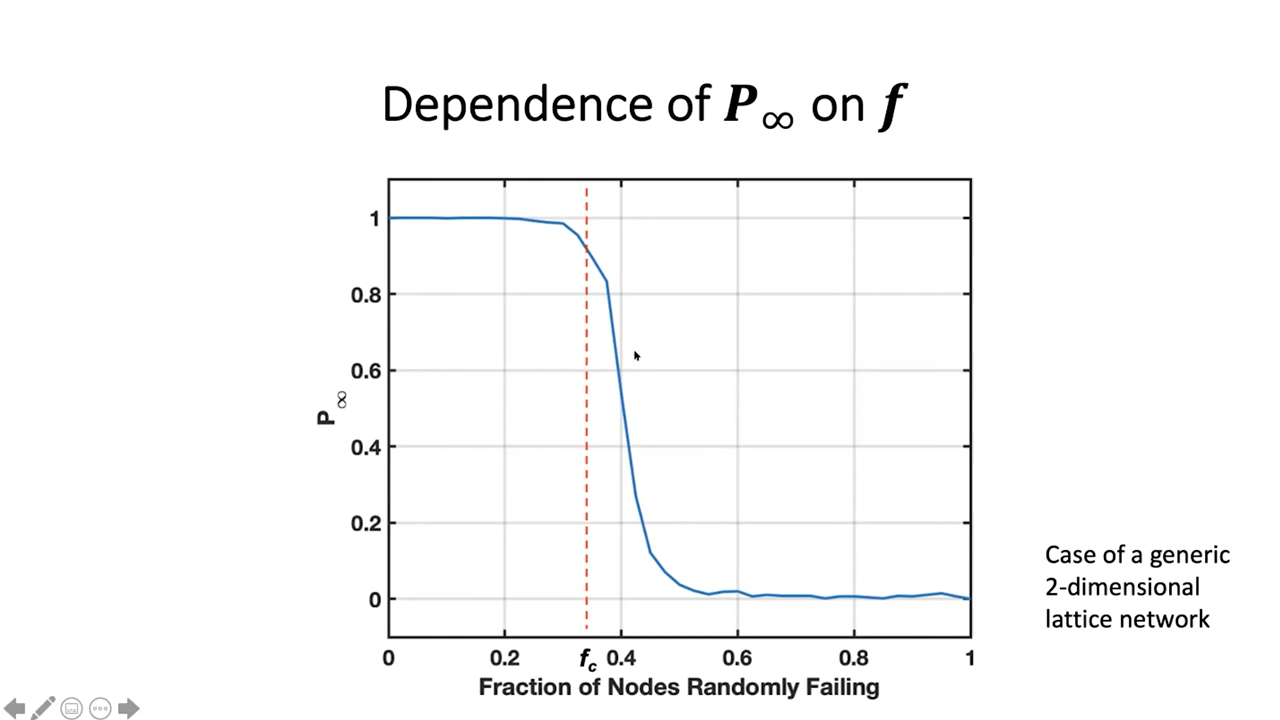 Dependence of P∞ on f
1
0.8
0.6
0.4
0.2
0
P∞
0 0.2 fc 0.4 0.6 0.8 1
Fraction of Nodes Randomly Failing
Case of a generic
2-dimensional
lattice network